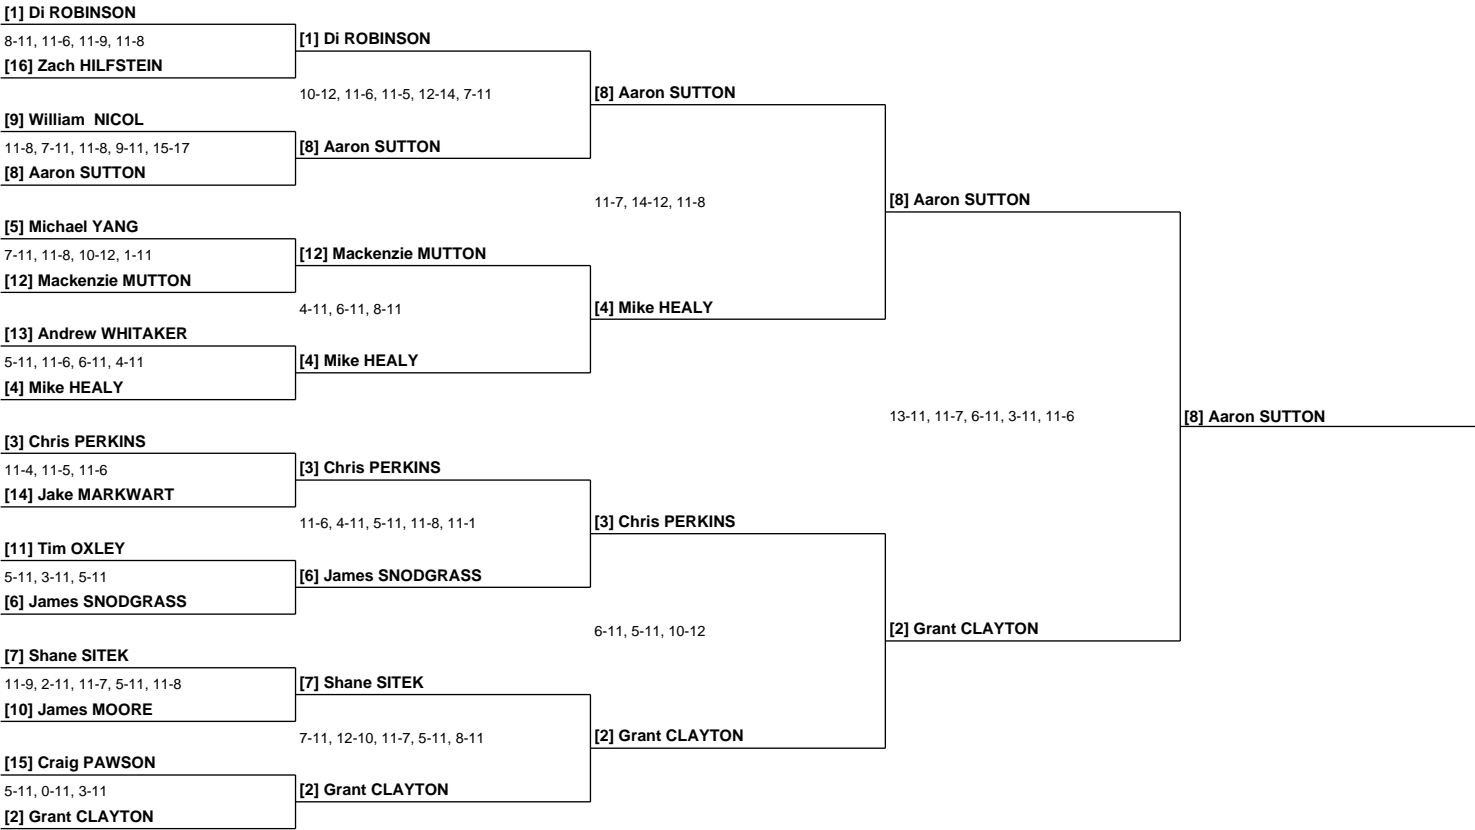 [1] Di ROBINSON
8-11, 11-6, 11-9, 11-8
[16] Zach HILFSTEIN
[9] William  NICOL
11-8, 7-11, 11-8, 9-11, 15-17
[8] Aaron SUTTON
[5] Michael YANG
7-11, 11-8, 10-12, 1-11
[12] Mackenzie MUTTON
[13] Andrew WHITAKER
5-11, 11-6, 6-11, 4-11
[4] Mike HEALY
[3] Chris PERKINS
11-4, 11-5, 11-6
[14] Jake MARKWART
[11] Tim OXLEY
5-11, 3-11, 5-11
[6] James SNODGRASS
[7] Shane SITEK
11-9, 2-11, 11-7, 5-11, 11-8
[10] James MOORE
[15] Craig PAWSON
5-11, 0-11, 3-11
[2] Grant CLAYTON
[1] Di ROBINSON
10-12, 11-6, 11-5, 12-14, 7-11
[8] Aaron SUTTON
[12] Mackenzie MUTTON
4-11, 6-11, 8-11
[4] Mike HEALY
[3] Chris PERKINS
11-6, 4-11, 5-11, 11-8, 11-1
[6] James SNODGRASS
[7] Shane SITEK
7-11, 12-10, 11-7, 5-11, 8-11
[2] Grant CLAYTON
[8] Aaron SUTTON
11-7, 14-12, 11-8
[4] Mike HEALY
[3] Chris PERKINS
6-11, 5-11, 10-12
[2] Grant CLAYTON
[8] Aaron SUTTON
13-11, 11-7, 6-11, 3-11, 11-6
[2] Grant CLAYTON
[8] Aaron SUTTON